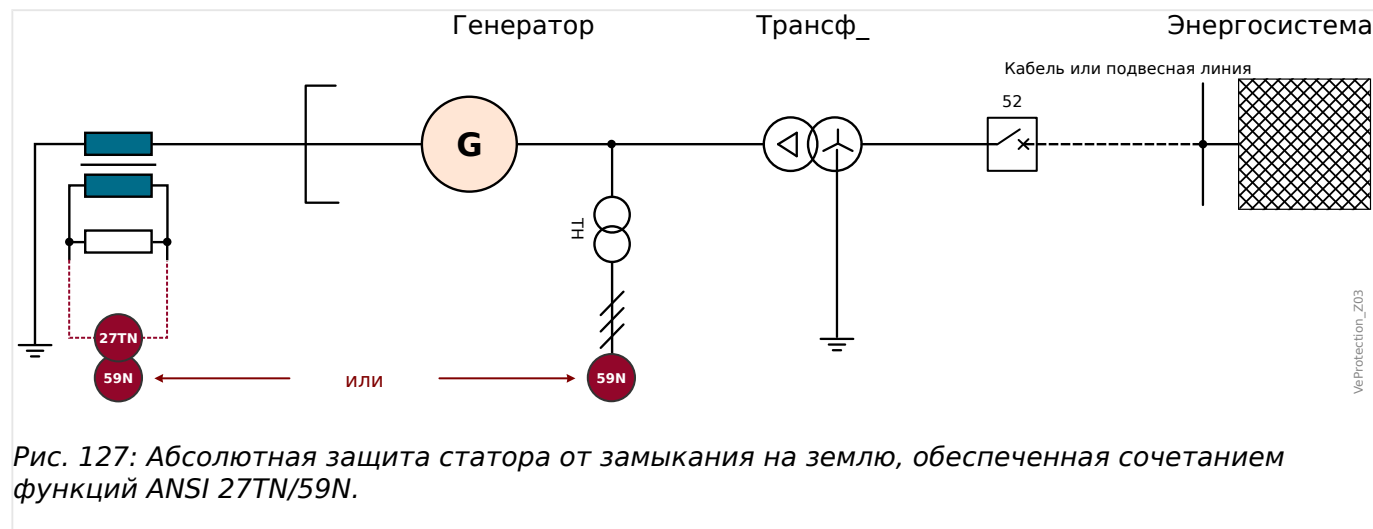 Генератор
Трансф_
Энергосистема
Кабель или подвесная линия
52
G
ТН
27TN
59N
или
59N
VeProtection_Z03
Рис. 127: Абсолютная защита статора от замыкания на землю, обеспеченная сочетанием
функций ANSI 27TN/59N.